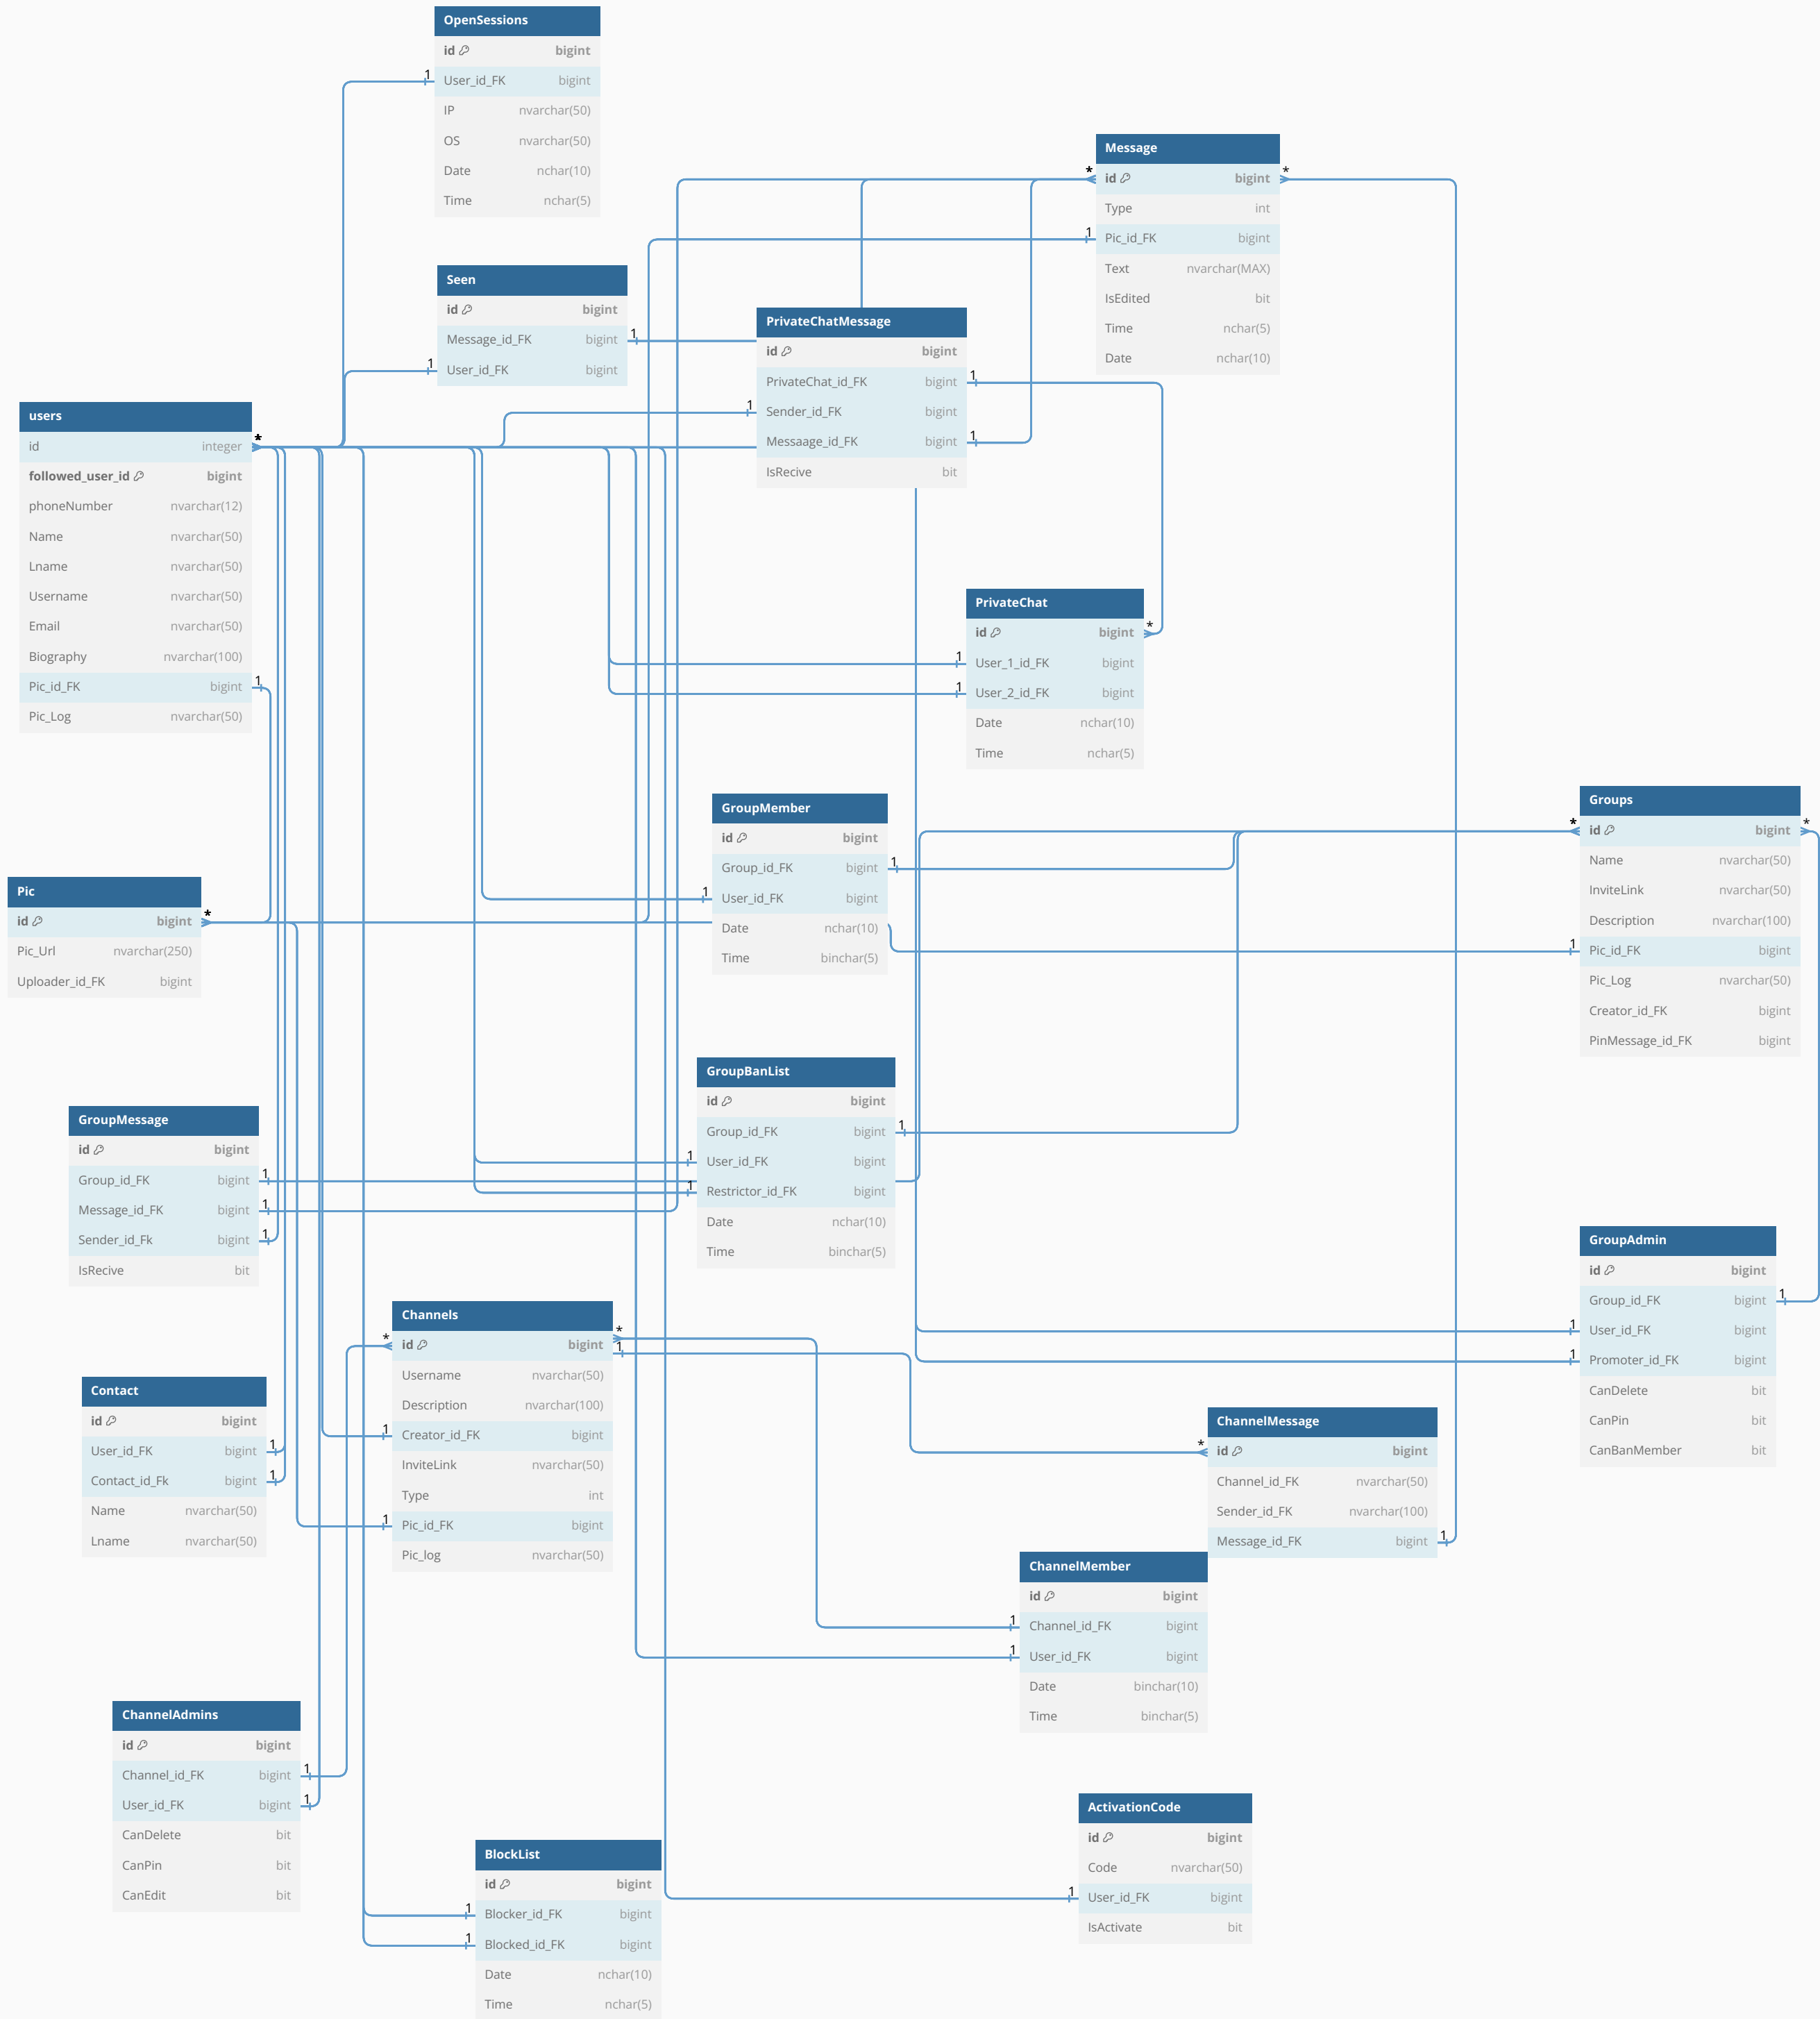 OpenSessions
id bigint
User_id_FK bigint
IP nvarchar(50)
OS nvarchar(50)
Date nchar(10)
Time nchar(5)
Message
id bigint
Type int
Pic_id_FK bigint
Text nvarchar(MAX)
IsEdited bit
Time nchar(5)
Date nchar(10)
Seen
id bigint
Message_id_FK bigint
User_id_FK bigint
PrivateChatMessage
id bigint
PrivateChat_id_FK bigint
Sender_id_FK bigint
Messaage_id_FK bigint
IsRecive bit
users
id integer
followed_user_id bigint
phoneNumber nvarchar(12)
Name nvarchar(50)
Lname nvarchar(50)
Username nvarchar(50)
Email nvarchar(50)
Biography nvarchar(100)
Pic_id_FK bigint
Pic_Log nvarchar(50)
PrivateChat
id bigint
User_1_id_FK bigint
User_2_id_FK bigint
Date nchar(10)
Time nchar(5)
GroupMember
id bigint
Group_id_FK bigint
User_id_FK bigint
Date nchar(10)
Time binchar(5)
Groups
id bigint
Name nvarchar(50)
InviteLink nvarchar(50)
Description nvarchar(100)
Pic_id_FK bigint
Pic_Log nvarchar(50)
Creator_id_FK bigint
PinMessage_id_FK bigint
Pic
id bigint
Pic_Url nvarchar(250)
Uploader_id_FK bigint
GroupBanList
id bigint
Group_id_FK bigint
User_id_FK bigint
Restrictor_id_FK bigint
Date nchar(10)
Time binchar(5)
GroupMessage
id bigint
Group_id_FK bigint
Message_id_FK bigint
Sender_id_Fk bigint
IsRecive bit
GroupAdmin
id bigint
Group_id_FK bigint
User_id_FK bigint
Promoter_id_FK bigint
CanDelete bit
CanPin bit
CanBanMember bit
Channels
id bigint
Username nvarchar(50)
Description nvarchar(100)
Creator_id_FK bigint
InviteLink nvarchar(50)
Type int
Pic_id_FK bigint
Pic_log nvarchar(50)
Contact
id bigint
User_id_FK bigint
Contact_id_Fk bigint
Name nvarchar(50)
Lname nvarchar(50)
ChannelMessage
id bigint
Channel_id_FK nvarchar(50)
Sender_id_FK nvarchar(100)
Message_id_FK bigint
ChannelMember
id bigint
Channel_id_FK bigint
User_id_FK bigint
Date binchar(10)
Time binchar(5)
ChannelAdmins
id bigint
Channel_id_FK bigint
User_id_FK bigint
CanDelete bit
CanPin bit
CanEdit bit
ActivationCode
id bigint
Code nvarchar(50)
User_id_FK bigint
IsActivate bit
BlockList
id bigint
Blocker_id_FK bigint
Blocked_id_FK bigint
Date nchar(10)
Time nchar(5)